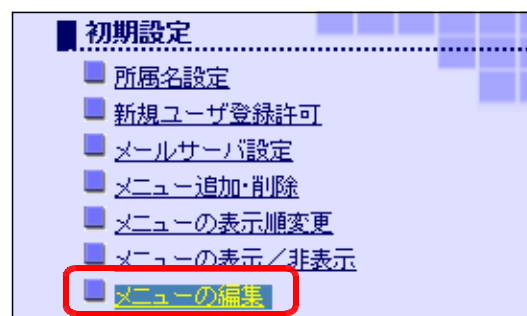 初期設定
所属名設定
新規ユーザ登録許可
メールサーバ設定
メニュー追加・削除
メニューの表示順変更
メニューの表示／非表示
メニューの編集